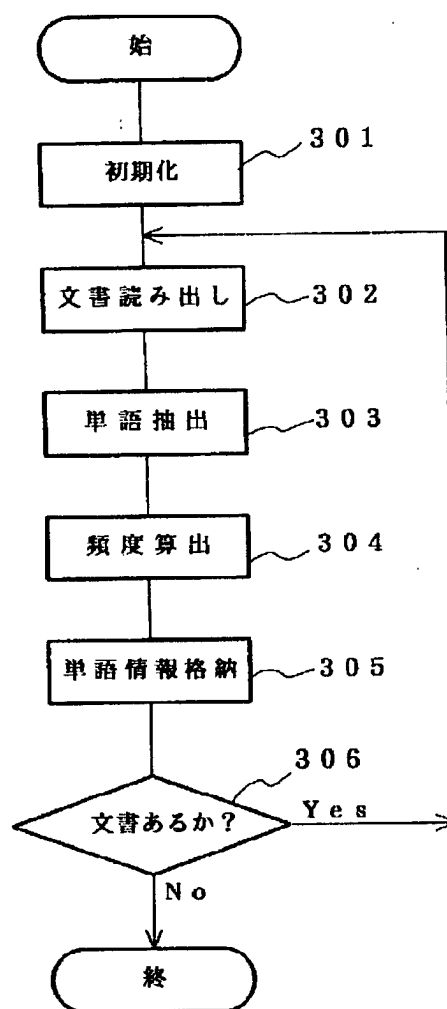 始
初期化
301
文書読み出し
302
単語抽出
303
頻度算出
304
単語情報格納
305
306
文書あるか?
Yes
No
終